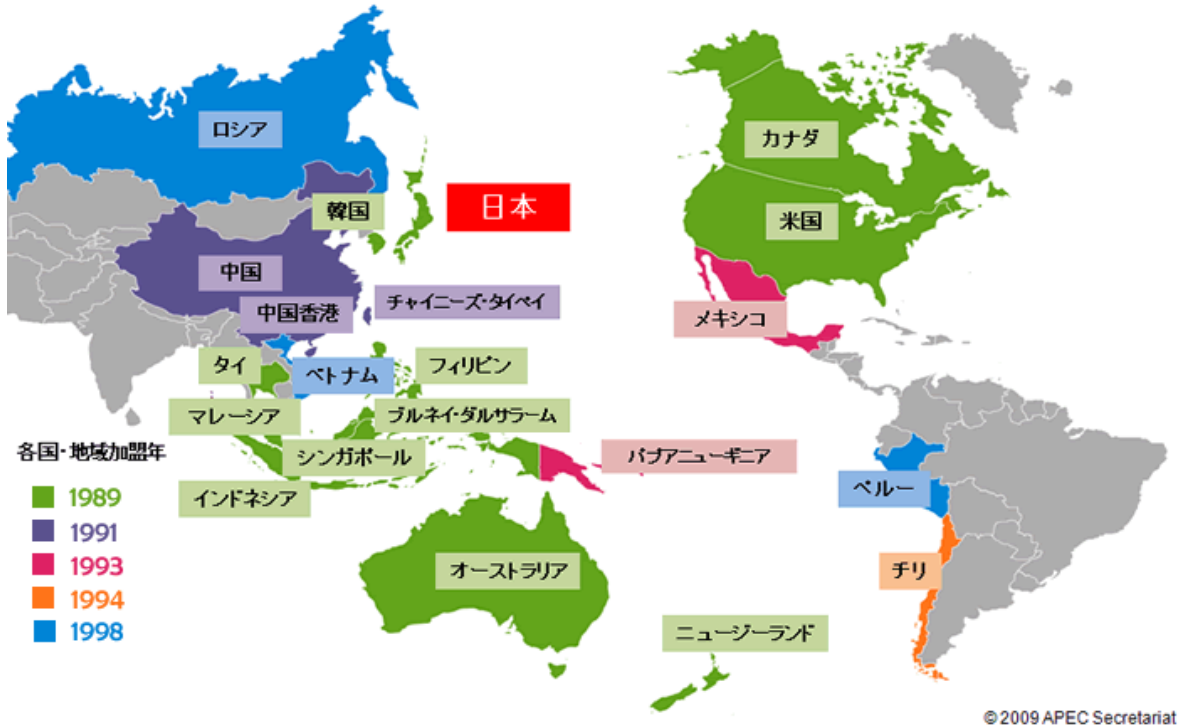 ロシア
カナダ
韓国
日本
米国
中国
中国香港
チャイニーズ・タイペイ
メキシコ
タイ
ベトナム
フィリピン
マレーシア
ブルネイ・ダルサラーム
シンガポール
パプアニューギニア
インドネシア
ペルー
オーストラリア
チリ
ニュージーランド
各国・地域加盟年
1989
1991
1993
1994
1998
© 2009 APEC Secretariat